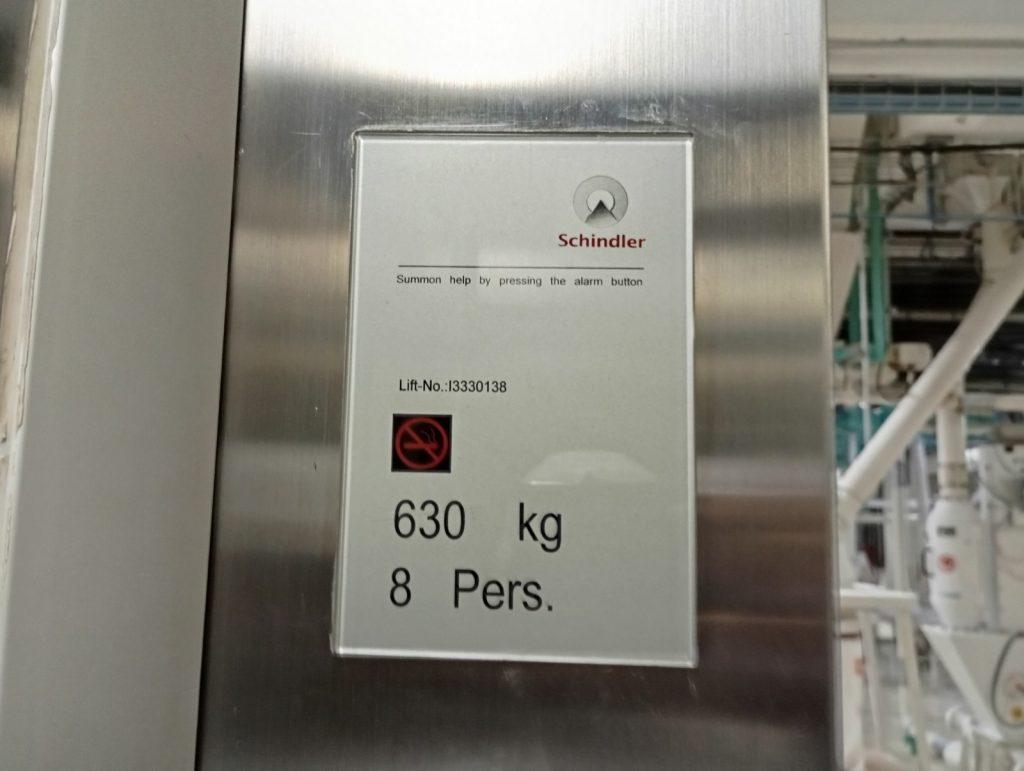 Schindler
Summon help by pressing the alarm button
Lift-No.:I3330138
630 kg
8 Pers.